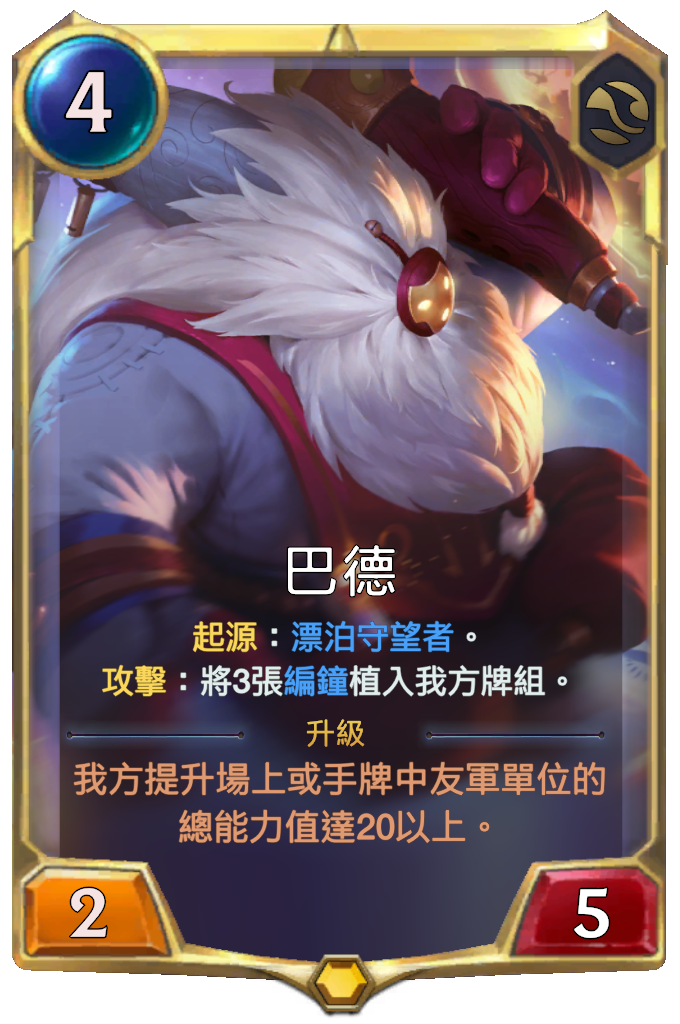 4
巴德
起源：漂泊守望者。
攻擊：將3張編鐘植入我方牌組。
升級
我方提升場上或手牌中友軍單位的
總能力值達20以上。
2
5